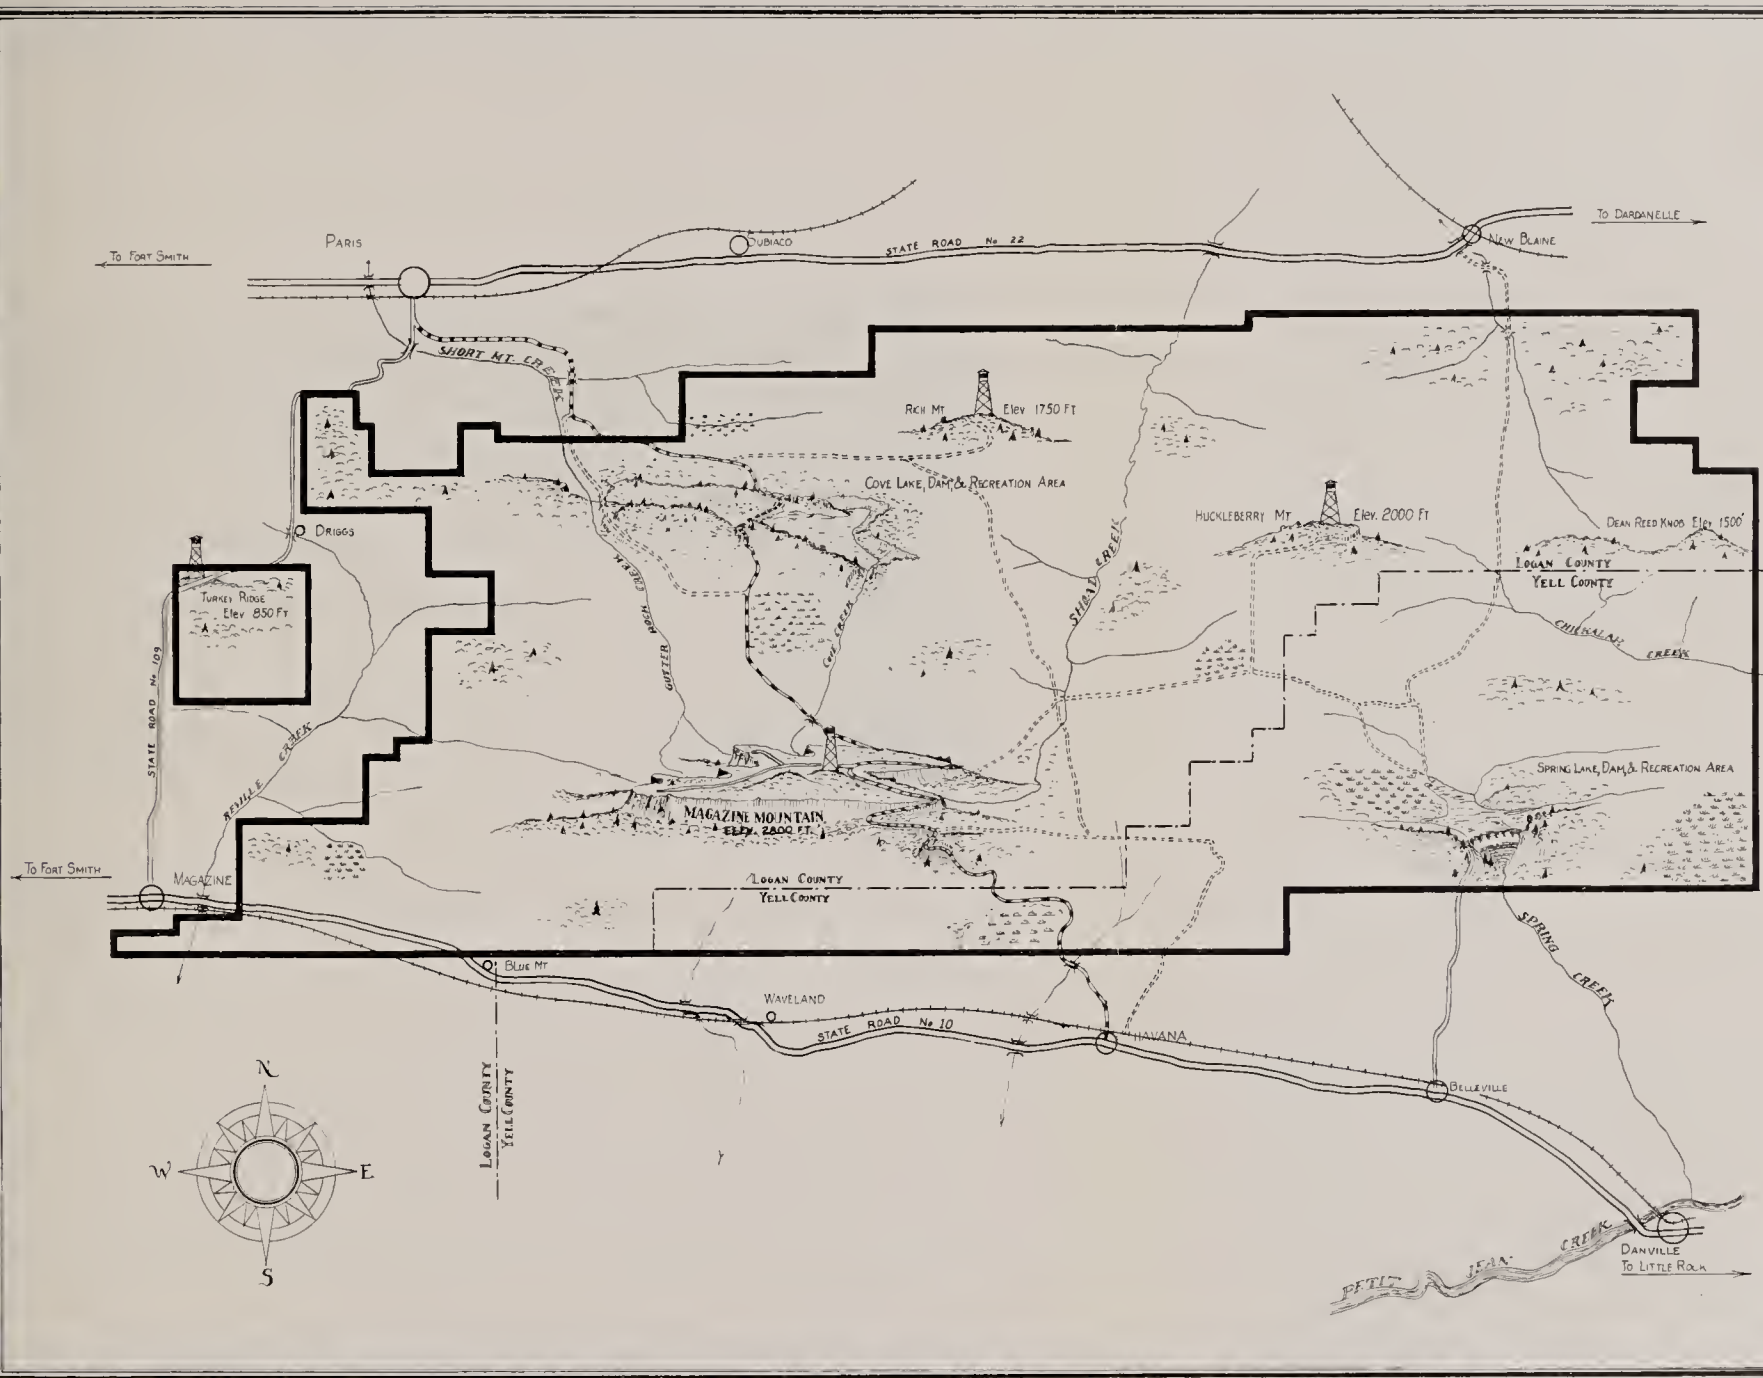 TO DARDANELLE
PARIS
SUBIACO
STATE ROAD No 22
NEW BLAINE
TO FORT SMITH
SHORT MT. CREEK
RICH MT
Elev 1750 FT
COVE LAKE, DAM, & RECREATION AREA
HUCKLEBERRY MT
Elev. 2000 FT
DEAN REED KNOB Elev 1500'
DRIGGS
LOGAN COUNTY
YELL COUNTY
TURKEY RIDGE
Elev 850 FT
SHOAL CREEK
COVE CREEK
GUTTER ROCK CREEK
CHICKALAH
CREEK
STATE ROAD No 109
REVILLE CREEK
SPRING LAKE, DAM, & RECREATION AREA
MAGAZINE MOUNTAIN
ELEV. 2800 FT.
TO FORT SMITH
MAGAZINE
LOGAN COUNTY
YELL COUNTY
SPRING
CREEK
BLUE MT
WAVELAND
STATE ROAD No 10
HAVANA
BELLEVILLE
LOGAN COUNTY
YELL COUNTY
N
W
E
S
PETIT JEAN CREEK
DANVILLE
TO LITTLE ROCK